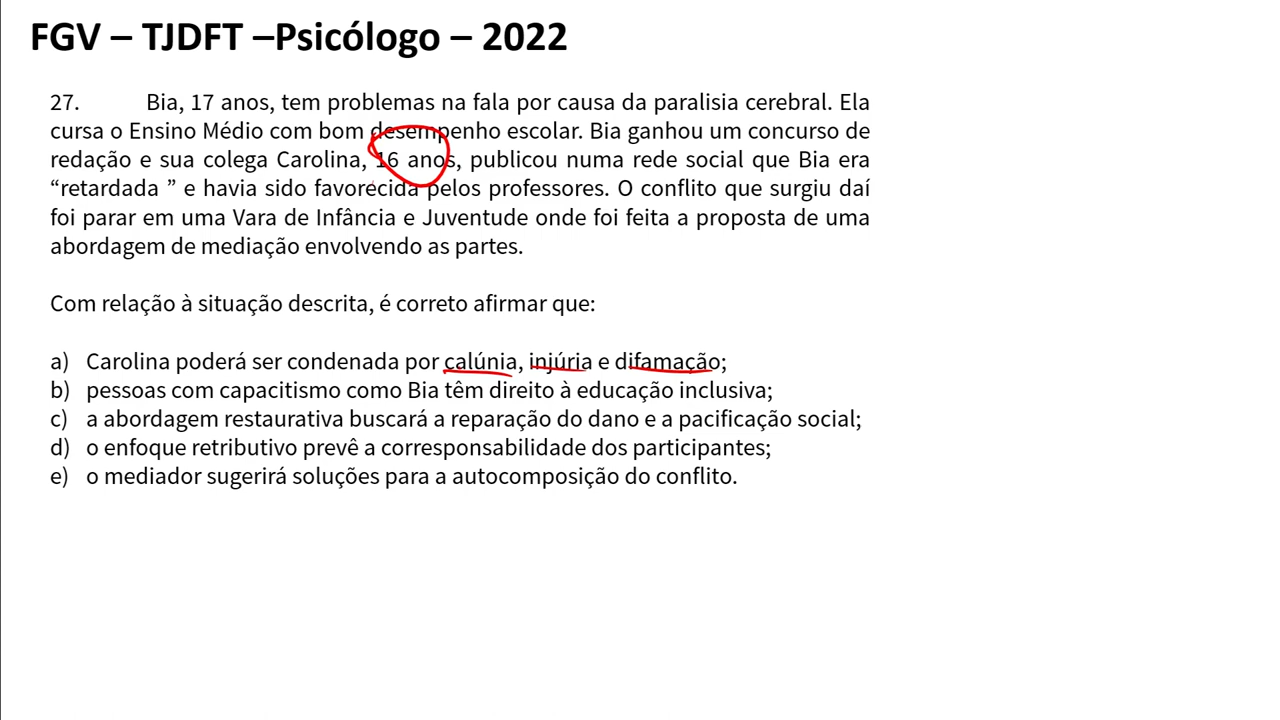 FGV – TJDFT –Psicólogo – 2022
27. Bia, 17 anos, tem problemas na fala por causa da paralisia cerebral. Ela
cursa o Ensino Médio com bom desempenho escolar. Bia ganhou um concurso de
redação e sua colega Carolina, 16 anos, publicou numa rede social que Bia era
“retardada ” e havia sido favorecida pelos professores. O conflito que surgiu daí
foi parar em uma Vara de Infância e Juventude onde foi feita a proposta de uma
abordagem de mediação envolvendo as partes.
Com relação à situação descrita, é correto afirmar que:
a) Carolina poderá ser condenada por calúnia, injúria e difamação;
b) pessoas com capacitismo como Bia têm direito à educação inclusiva;
c) a abordagem restaurativa buscará a reparação do dano e a pacificação social;
d) o enfoque retributivo prevê a corresponsabilidade dos participantes;
e) o mediador sugerirá soluções para a autocomposição do conflito.